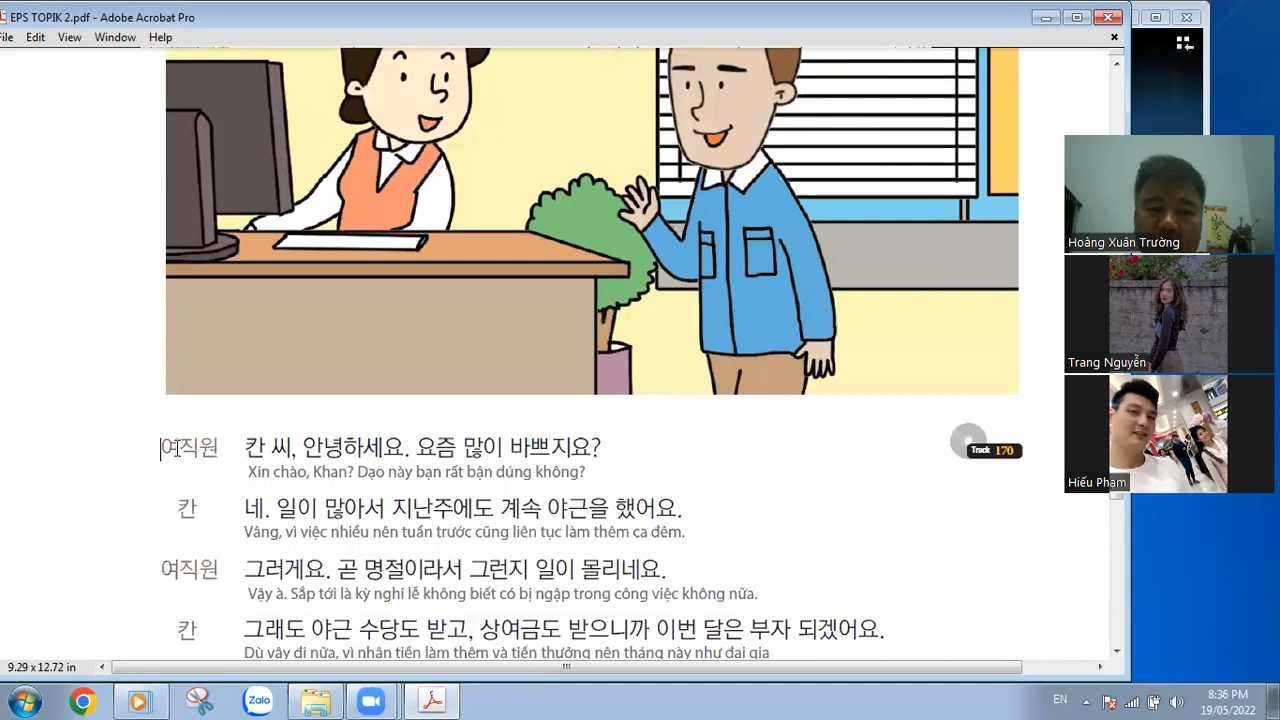 EPS TOPIK 2.pdf - Adobe Acrobat Pro
File Edit View Window Help
Hoàng Xuân Trường
Trang Nguyễn
Hiếu Phạm
여직원 칸 씨, 안녕하세요. 요즘 많이 바쁘지요?
Track 170
Xin chào, Khan? Dạo này bạn rất bận đúng không?
칸 네. 일이 많아서 지난주에도 계속 야근을 했어요.
Vâng, vì việc nhiều nên tuần trước cũng liên tục làm thêm ca đêm.
여직원 그러게요. 곧 명절이라서 그런지 일이 몰리네요.
Vậy à. Sắp tới là kỳ nghỉ lễ không biết có bị ngập trong công việc không nữa.
칸 그래도 야근 수당도 받고, 상여금도 받으니까 이번 달은 부자 되겠어요.
Dù vậy đi nữa, vì nhận tiền làm thêm và tiền thưởng nên tháng này như đại gia
9.29 x 12.72 in
Zalo
EN
8:36 PM
19/05/2022